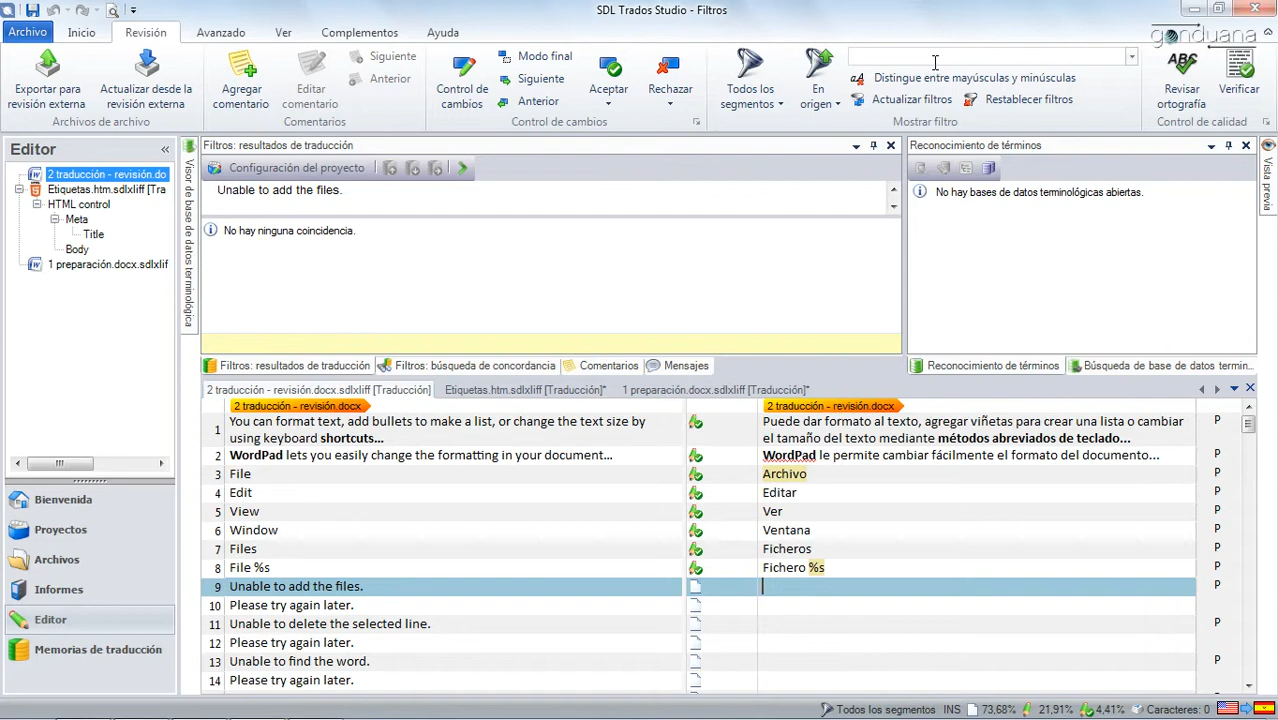 SDL Trados Studio - Filtros
gonduana
Archivo
Inicio
Revisión
Avanzado
Ver
Complementos
Ayuda
Exportar para revisión externa
Actualizar desde la revisión externa
Archivos de archivo
Agregar comentario
Editar comentario
Siguiente
Anterior
Comentarios
Control de cambios
Modo final
Siguiente
Anterior
Aceptar
Rechazar
Control de cambios
Todos los segmentos
En origen
aA Distingue entre mayúsculas y minúsculas
Actualizar filtros
Restablecer filtros
Mostrar filtro
ABC
Revisar ortografía
Verificar
Control de calidad
Editor
2 traducción - revisión.do
Etiquetas.htm.sdlxliff [Tra
HTML control
Meta
Title
Body
1 preparación.docx.sdlxlif
Bienvenida
Proyectos
Archivos
Informes
Editor
Memorias de traducción
Visor de base de datos terminológica
Filtros: resultados de traducción
Configuración del proyecto
Unable to add the files.
No hay ninguna coincidencia.
Filtros: resultados de traducción
Filtros: búsqueda de concordancia
Comentarios
Mensajes
Reconocimiento de términos
No hay bases de datos terminológicas abiertas.
Reconocimiento de términos
Búsqueda de base de datos termin...
Vista previa
2 traducción - revisión.docx.sdlxliff [Traducción]
Etiquetas.htm.sdlxliff [Traducción]*
1 preparación.docx.sdlxliff [Traducción]*
2 traducción - revisión.docx
2 traducción - revisión.docx
1 You can format text, add bullets to make a list, or change the text size by using keyboard shortcuts... Puede dar formato al texto, agregar viñetas para crear una lista o cambiar el tamaño del texto mediante métodos abreviados de teclado... P
2 WordPad lets you easily change the formatting in your document... WordPad le permite cambiar fácilmente el formato del documento... P
3 File Archivo P
4 Edit Editar P
5 View Ver P
6 Window Ventana P
7 Files Ficheros P
8 File %s Fichero %s P
9 Unable to add the files. P
10 Please try again later.
11 Unable to delete the selected line. P
12 Please try again later.
13 Unable to find the word. P
14 Please try again later.
Todos los segmentos
INS
73,68%
21,91%
4,41%
Caracteres: 0